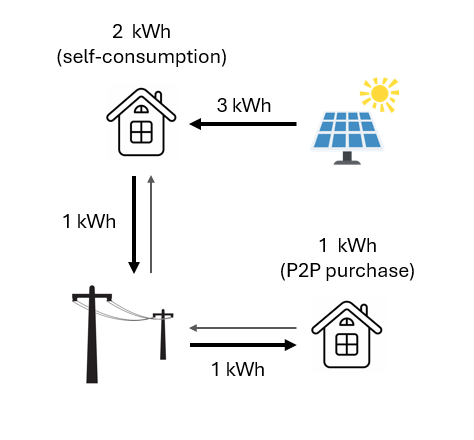 2 kWh
(self-consumption)
3 kWh
1 kWh
1 kWh
(P2P purchase)
1 kWh